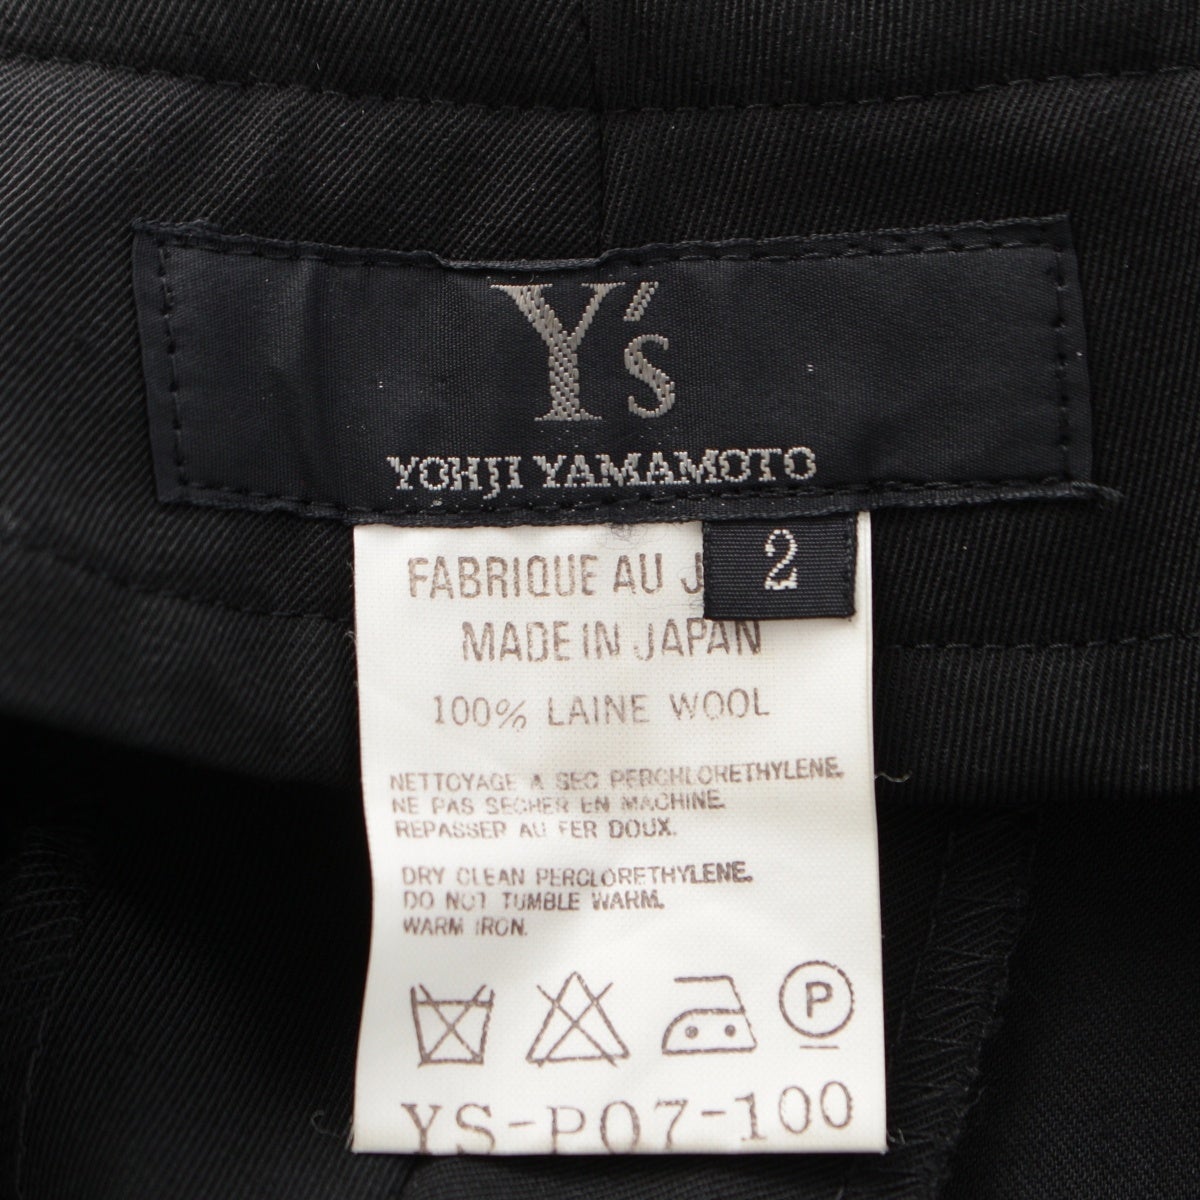 Y's
YOHJI YAMAMOTO
2
FABRIQUE AU J
MADE IN JAPAN
100% LAINE WOOL
NETTOYAGE A SEC PERCHLORETHYLENE.
NE PAS SECHER EN MACHINE.
REPASSER AU FER DOUX.
DRY CLEAN PERCLORETHYLENE.
DO NOT TUMBLE WARM.
WARM IRON.
P
YS-P07-100